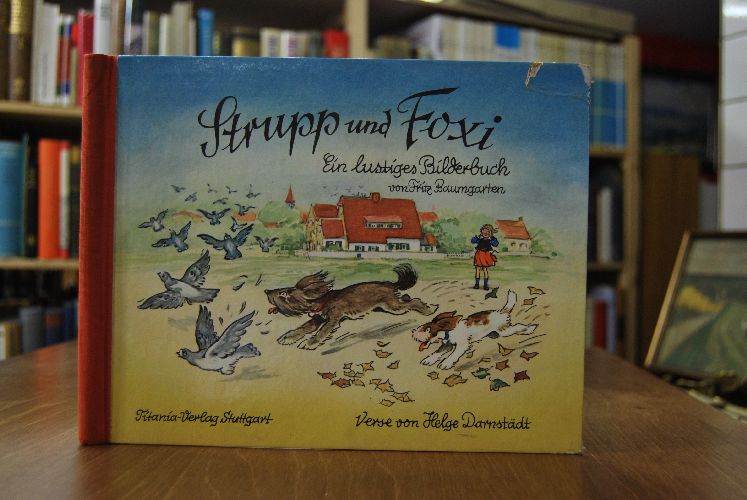 Strupp und Foxi
Ein lustiges Bilderbuch
von Fritz Baumgarten
Titania-Verlag Stuttgart
Verse von Helge Darnstädt